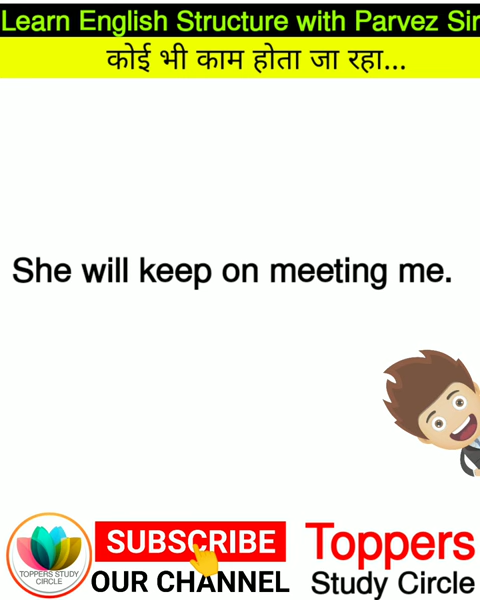 Learn English Structure with Parvez Sir
कोई भी काम होता जा रहा...
She will keep on meeting me.
TOPPERS STUDY
CIRCLE
SUBSCRIBE
OUR CHANNEL
Toppers
Study Circle